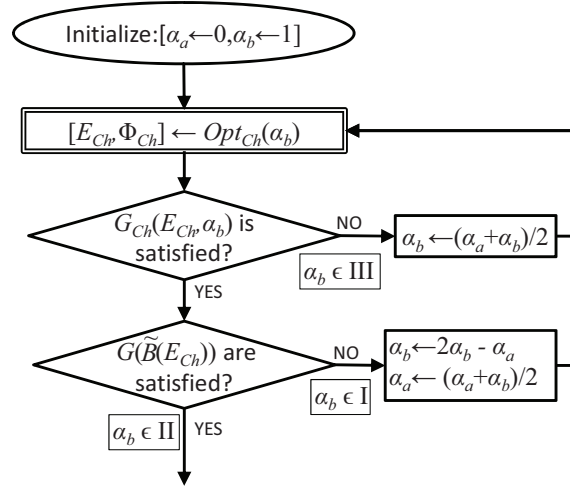 Initialize:[α_a←0,α_b←1]
[E_Ch,Φ_Ch] ← Opt_Ch(α_b)
G_Ch(E_Ch,α_b) is
satisfied?
NO
α_b ←(α_a+α_b)/2
α_b ϵ III
YES
G(B̃(E_Ch)) are
satisfied?
NO
α_b←2α_b - α_a
α_a← (α_a+α_b)/2
α_b ϵ I
α_b ϵ II
YES